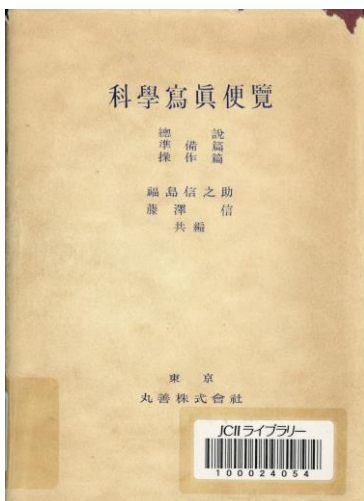 科學寫眞便覽
總說
準備篇
操作篇
福島信之助
藤澤信
共編
東京
丸善株式會社
JCIIライブラリー
100024054